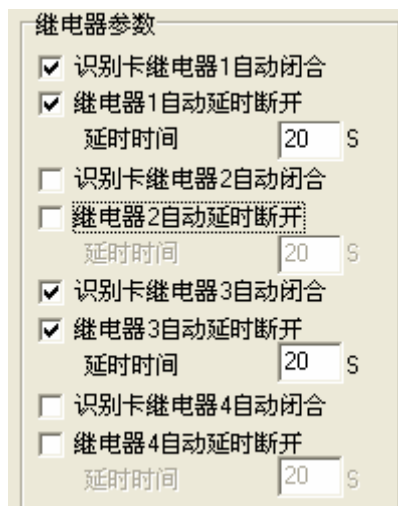 继电器参数
识别卡继电器1自动闭合
继电器1自动延时断开
延时时间 20 S
识别卡继电器2自动闭合
继电器2自动延时断开
延时时间 20 S
识别卡继电器3自动闭合
继电器3自动延时断开
延时时间 20 S
识别卡继电器4自动闭合
继电器4自动延时断开
延时时间 20 S